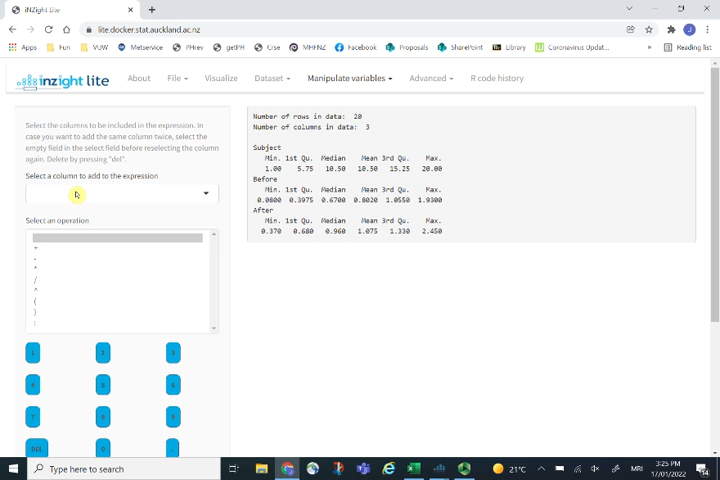 iNZight Lite
lite.docker.stat.auckland.ac.nz
Apps Fun VUW Metservice PHrev getPH Crse MHFNZ Facebook Proposals SharePoint Library Coronavirus Updat... » Reading list
inzight lite About File Visualize Dataset Manipulate variables Advanced R code history
Select the columns to be included in the expression. In
case you want to add the same column twice, select the
empty field in the select field before reselecting the column
again. Delete by pressing "del".
Select a column to add to the expression
Select an operation
+
-
*
/
^
(
)
:
1 2 3
4 5 6
7 8 9
DEL 0 .
Number of rows in data: 20
Number of columns in data: 3
Subject
Min. 1st Qu. Median Mean 3rd Qu. Max.
1.00 5.75 10.50 10.50 15.25 20.00
Before
Min. 1st Qu. Median Mean 3rd Qu. Max.
0.0800 0.3975 0.6700 0.8020 1.0550 1.9300
After
Min. 1st Qu. Median Mean 3rd Qu. Max.
0.370 0.680 0.960 1.075 1.330 2.450
Type here to search
21°C
MRI
3:25 PM
17/01/2022
14